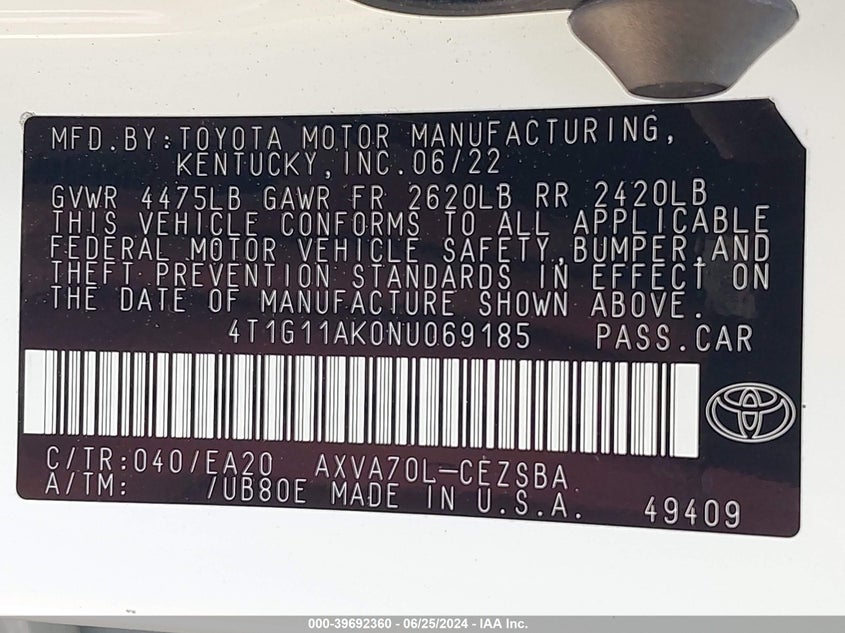 MFD.BY:TOYOTA MOTOR MANUFACTURING,
KENTUCKY,INC.06/22
GVWR 4475LB GAWR FR 2620LB RR 2420LB
THIS VEHICLE CONFORMS TO ALL APPLICABLE
FEDERAL MOTOR VEHICLE SAFETY,BUMPER,AND
THEFT PREVENTION STANDARDS IN EFFECT ON
THE DATE OF MANUFACTURE SHOWN ABOVE.
4T1G11AK0NU069185 PASS.CAR
C/TR:040/EA20 AXVA70L-CEZSBA
A/TM: /UB80E MADE IN U.S.A. 49409
000-39692360 - 06/25/2024 - IAA Inc.